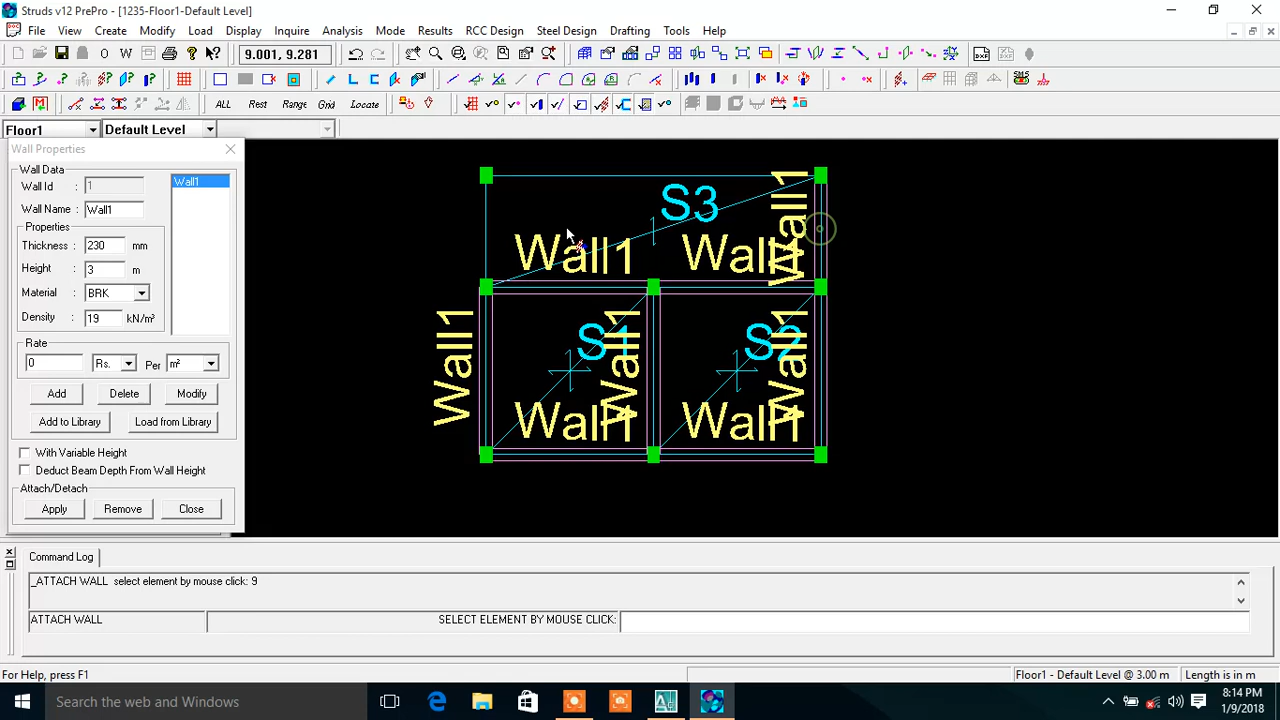 Struds v12 PrePro - [1235-Floor1-Default Level]
File View Create Modify Load Display Inquire Analysis Mode Results RCC Design Steel Design Drafting Tools Help
O W 9.001, 9.281
ALL Rest Range Grid Locate
Floor1 Default Level
Wall Properties
Wall Data
Wall Id : 1
Wall1
Wall Name : Wall1
Properties
Thickness : 230 mm
Height : 3 m
Material : BRK
Density : 19 kN/m³
Rate
0 Rs. Per m²
Add Delete Modify
Add to Library Load from Library
With Variable Height
Deduct Beam Depth From Wall Height
Attach/Detach
Apply Remove Close
S3
Wall1
Wall1 Wall1
S1 S2
Wall1 Wall1 Wall1
Wall1 Wall1
Command Log
_ATTACH WALL select element by mouse click: 9
ATTACH WALL SELECT ELEMENT BY MOUSE CLICK:
For Help, press F1 Floor1 - Default Level @ 3.00 m Length is in m
Search the web and Windows
8:14 PM
1/9/2018